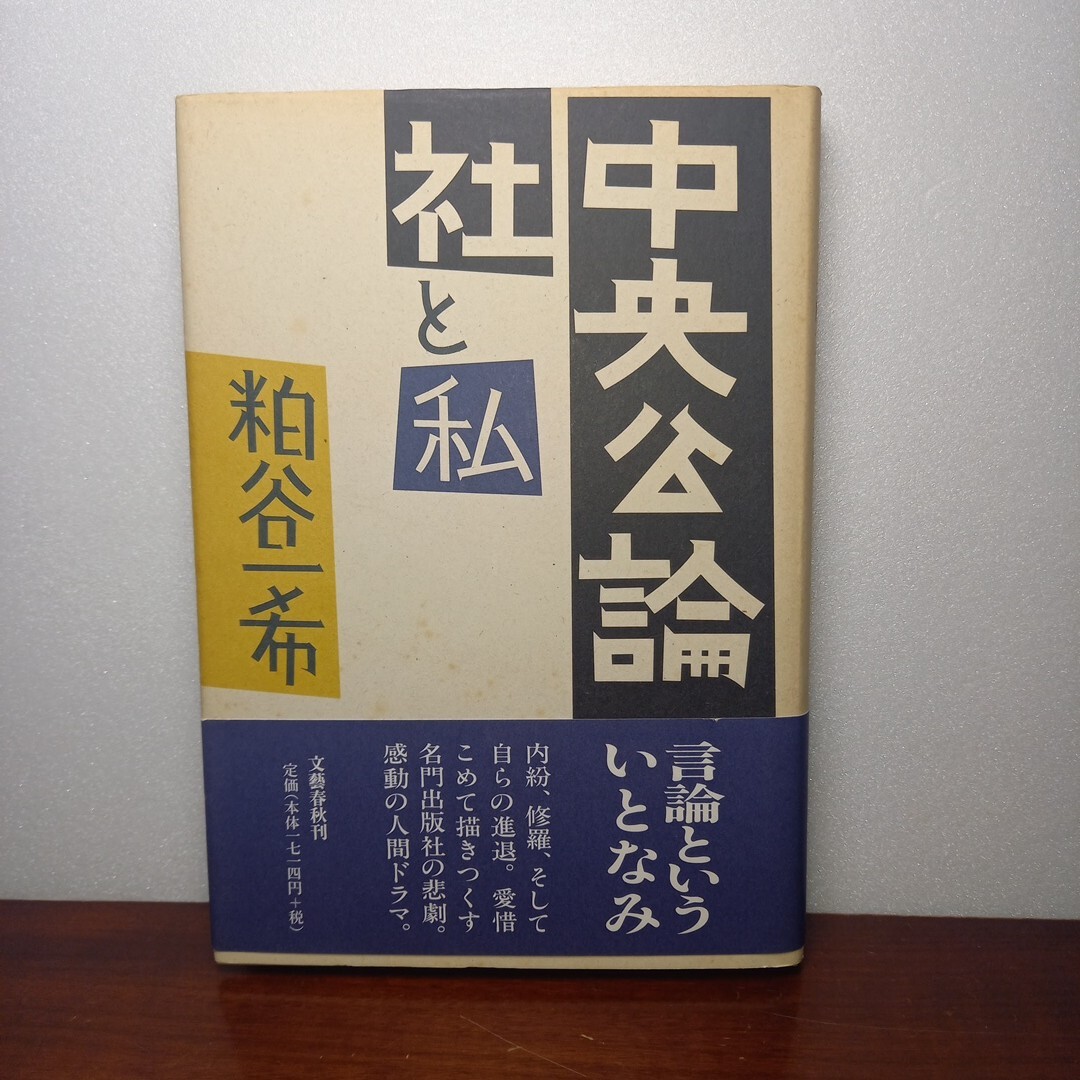 中央公論
社と私
粕谷一希
言論という
いとなみ
内紛、修羅、そして
自らの進退。愛惜
こめて描きつくす
名門出版社の悲劇。
感動の人間ドラマ。
文藝春秋刊
定価（本体一七一四円+税）